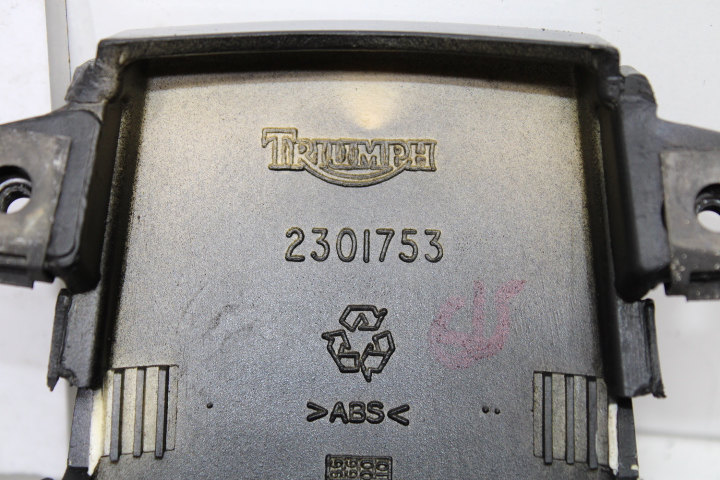 TRIUMPH
2301753
>ABS<